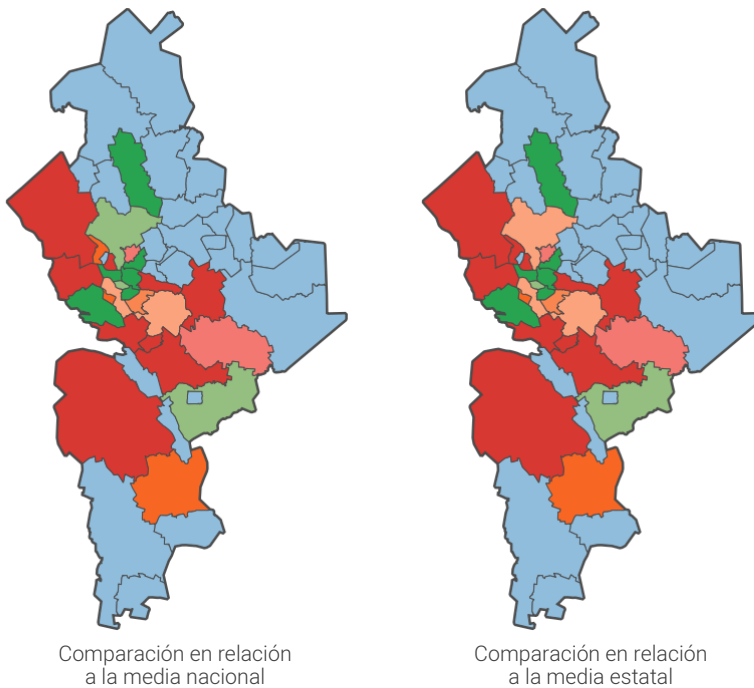 Comparación en relación
a la media nacional
Comparación en relación
a la media estatal